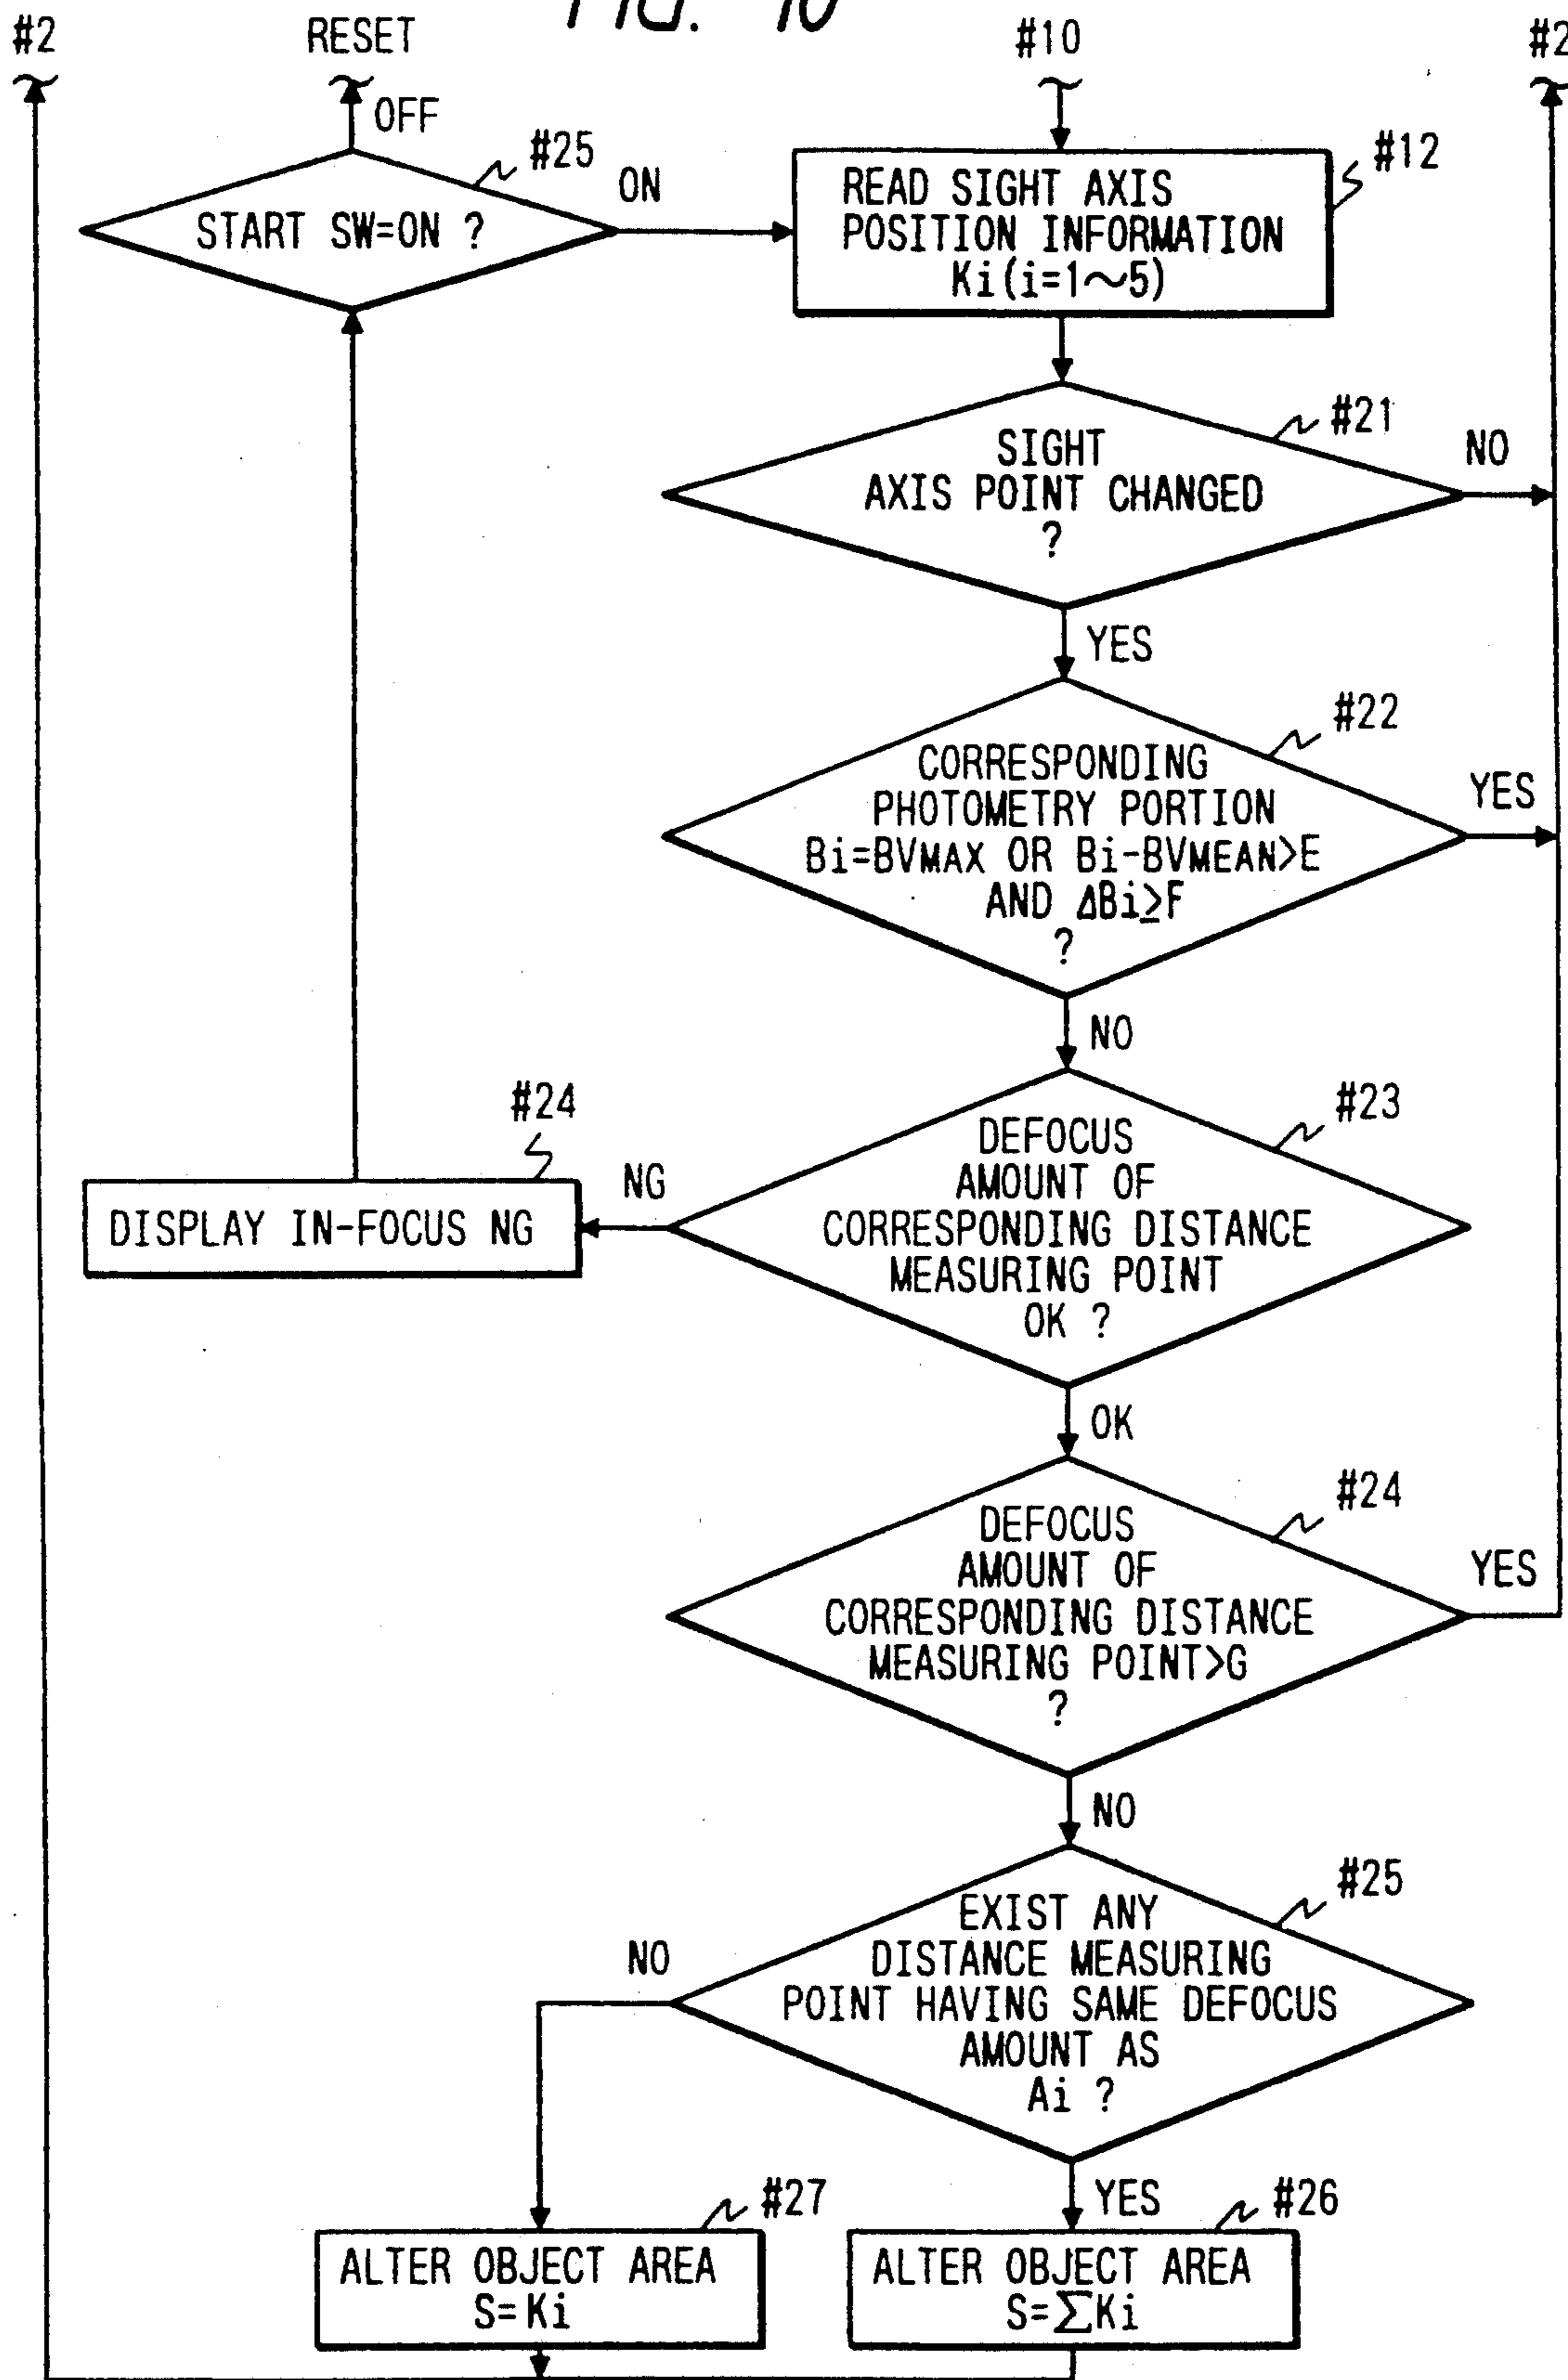 FIG. 10
#2
RESET
#10
#2
OFF
#25
ON
START SW=ON ?
#12
READ SIGHT AXIS
POSITION INFORMATION
Ki(i=1～5)
#21
SIGHT
AXIS POINT CHANGED
?
NO
YES
#22
CORRESPONDING
PHOTOMETRY PORTION
Bi=BVMAX OR Bi-BVMEAN>E
AND ΔBi≥F
?
YES
NO
#23
DEFOCUS
AMOUNT OF
CORRESPONDING DISTANCE
MEASURING POINT
OK ?
NG
#24
DISPLAY IN-FOCUS NG
OK
#24
DEFOCUS
AMOUNT OF
CORRESPONDING DISTANCE
MEASURING POINT>G
?
YES
NO
#25
EXIST ANY
DISTANCE MEASURING
POINT HAVING SAME DEFOCUS
AMOUNT AS
Ai ?
NO
YES
#27
ALTER OBJECT AREA
S=Ki
#26
ALTER OBJECT AREA
S=ΣKi